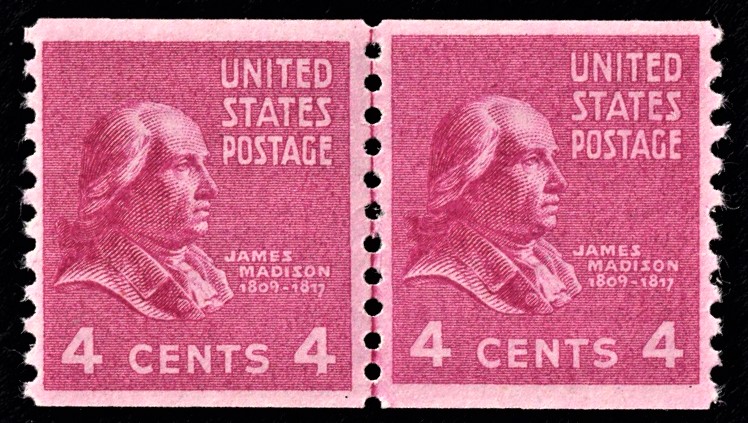 UNITED
STATES
POSTAGE
JAMES
MADISON
1809-1817
4 CENTS 4
UNITED
STATES
POSTAGE
JAMES
MADISON
1809-1817
4 CENTS 4